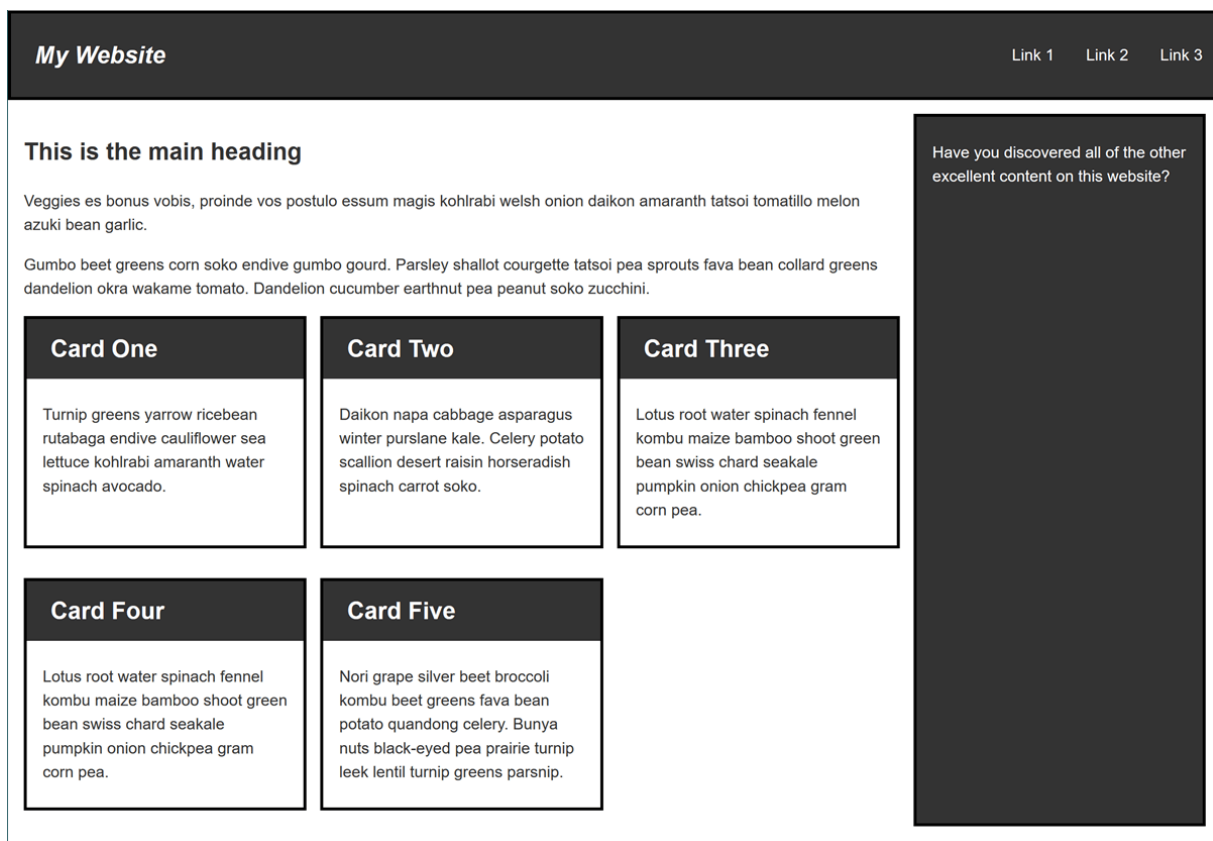 My Website
Link 1
Link 2
Link 3
This is the main heading
Veggies es bonus vobis, proinde vos postulo essum magis kohlrabi welsh onion daikon amaranth tatsoi tomatillo melon
azuki bean garlic.
Gumbo beet greens corn soko endive gumbo gourd. Parsley shallot courgette tatsoi pea sprouts fava bean collard greens
dandelion okra wakame tomato. Dandelion cucumber earthnut pea peanut soko zucchini.
Card One
Turnip greens yarrow ricebean
rutabaga endive cauliflower sea
lettuce kohlrabi amaranth water
spinach avocado.
Card Two
Daikon napa cabbage asparagus
winter purslane kale. Celery potato
scallion desert raisin horseradish
spinach carrot soko.
Card Three
Lotus root water spinach fennel
kombu maize bamboo shoot green
bean swiss chard seakale
pumpkin onion chickpea gram
corn pea.
Card Four
Lotus root water spinach fennel
kombu maize bamboo shoot green
bean swiss chard seakale
pumpkin onion chickpea gram
corn pea.
Card Five
Nori grape silver beet broccoli
kombu beet greens fava bean
potato quandong celery. Bunya
nuts black-eyed pea prairie turnip
leek lentil turnip greens parsnip.
Have you discovered all of the other
excellent content on this website?